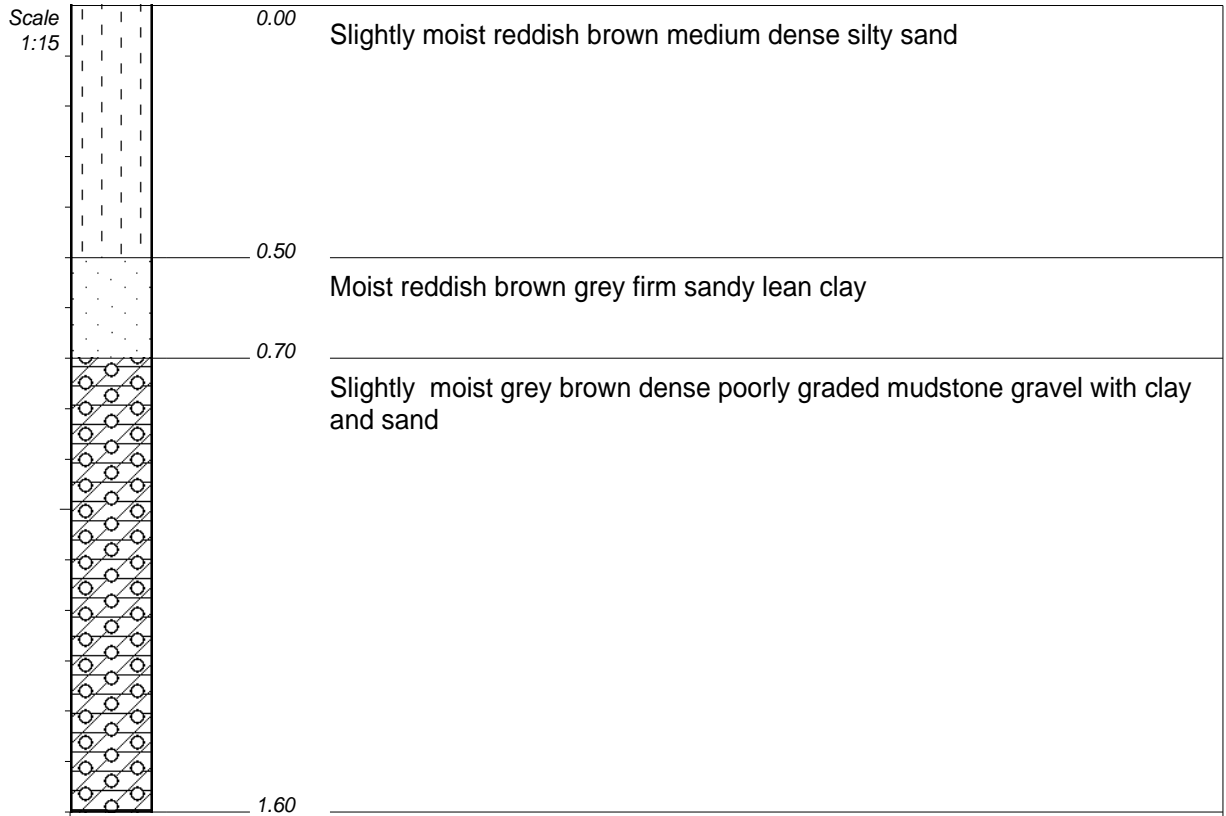 Scale
1:15
0.00
Slightly moist reddish brown medium dense silty sand
0.50
Moist reddish brown grey firm sandy lean clay
0.70
Slightly  moist grey brown dense poorly graded mudstone gravel with clay
and sand
1.60